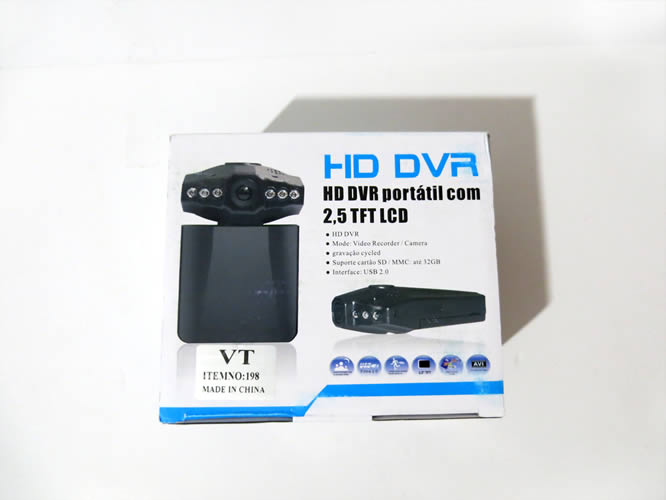 HD DVR
HD DVR portátil com
2,5 TFT LCD
● HD DVR
● Mode: Video Recorder / Camera
● gravação cycled
● Suporte cartão SD / MMC: até 32GB
● Interface: USB 2.0
AVI
VT
ITEMNO:198
MADE IN CHINA